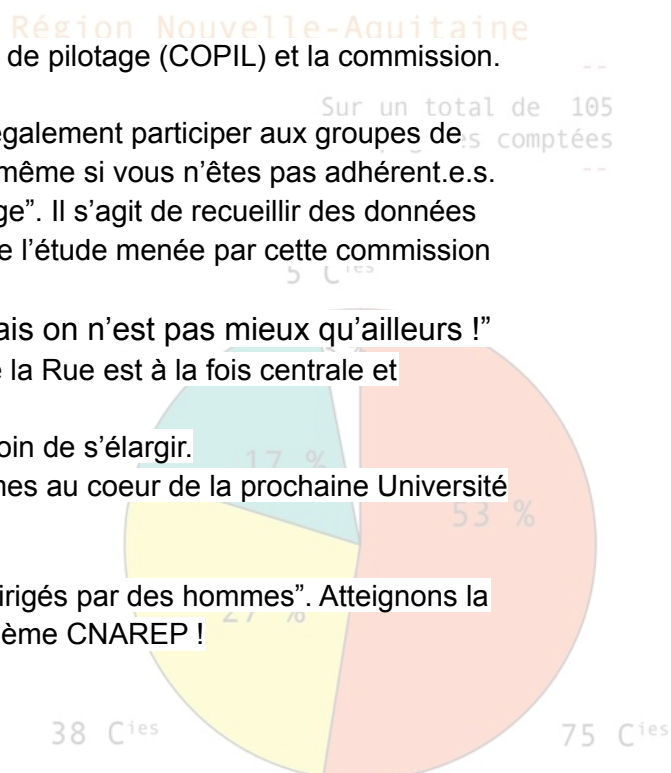 Région Nouvelle-Aquitaine
de pilotage (COPIL) et la commission.
Sur un total de 105
également participer aux groupes de
comptées
même si vous n’êtes pas adhérent.e.s.
ge”. Il s’agit de recueillir des données
e l’étude menée par cette commission
5 Cies
ais on n’est pas mieux qu’ailleurs !”
e la Rue est à la fois centrale et
oin de s’élargir.
17 %
nes au coeur de la prochaine Université
53 %
irigés par des hommes”. Atteignons la
27 %
ème CNAREP !
38 Cies
75 Cies